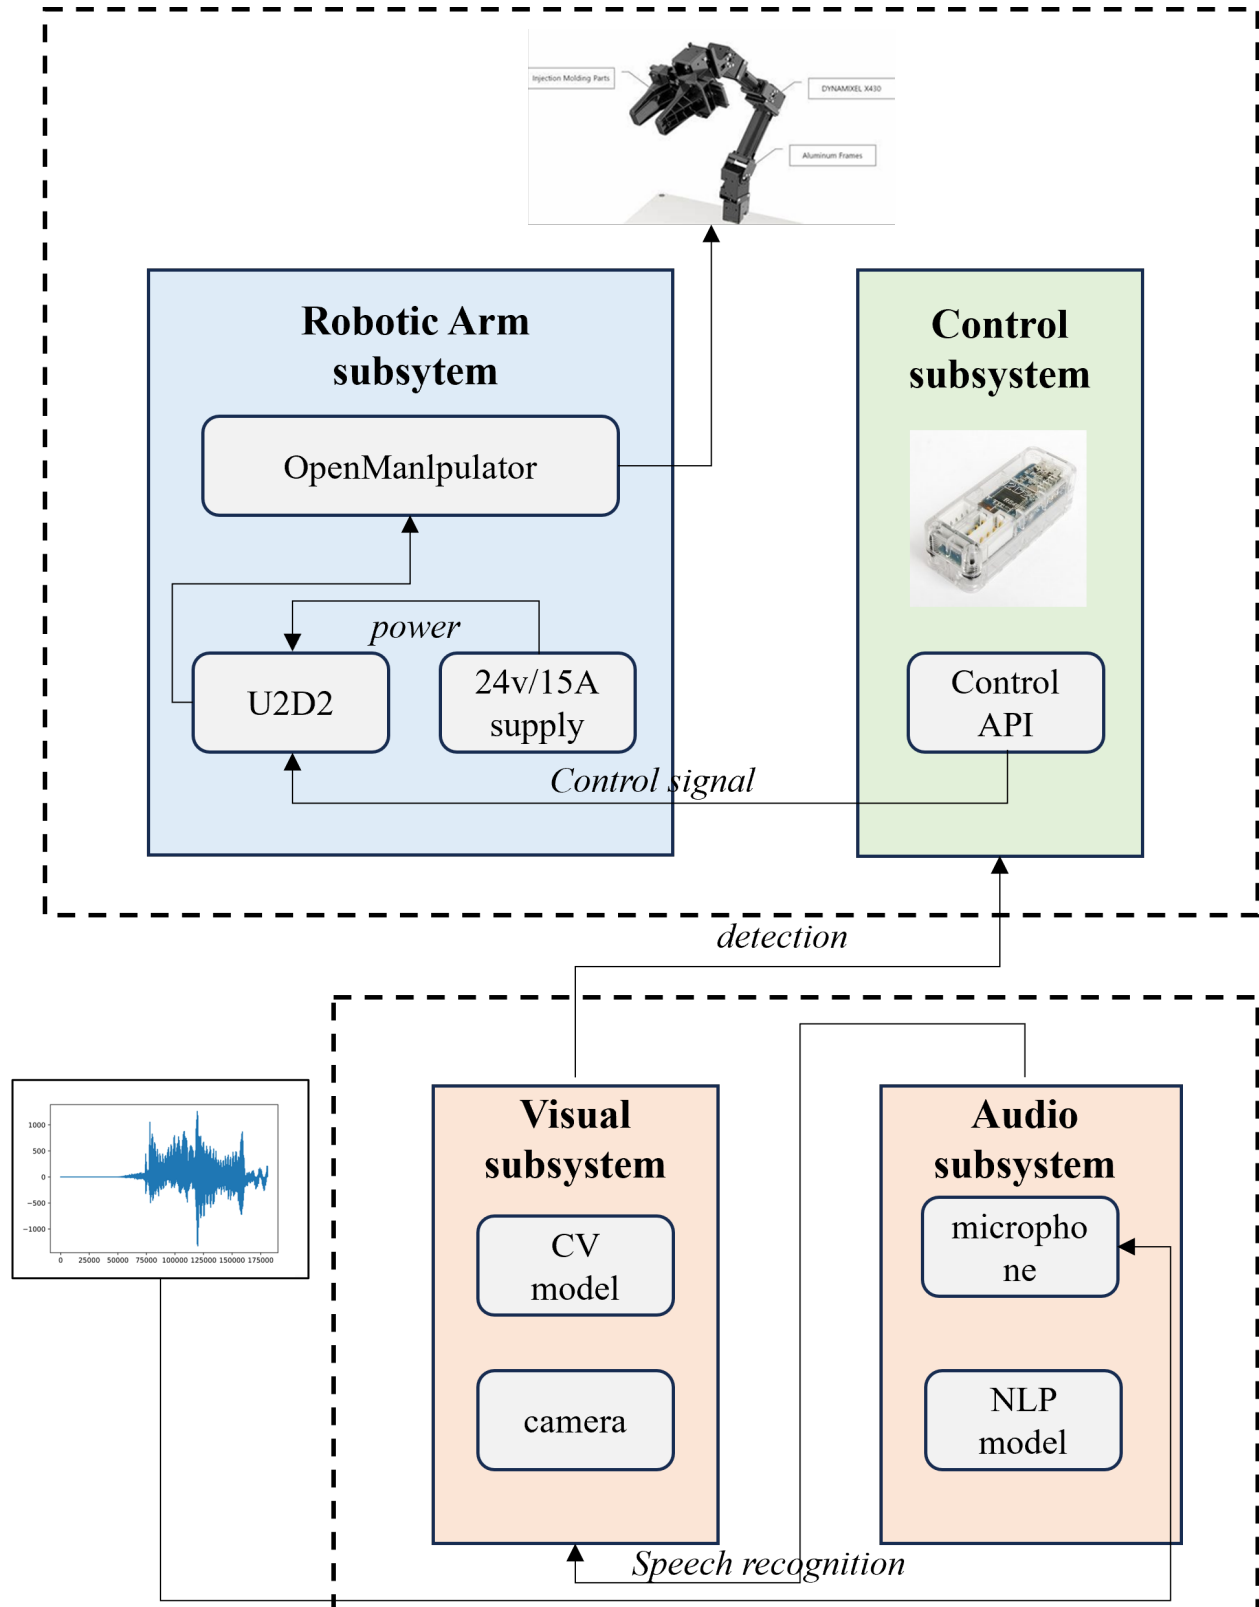 Injection Molding Parts
DYNAMIXEL X430
Aluminum Frames
Robotic Arm
subsytem
OpenManlpulator
power
U2D2
24v/15A
supply
Control
subsystem
Control
API
Control signal
detection
1000
500
0
−500
−1000
0 25000 50000 75000 100000 125000 150000 175000
Visual
subsystem
CV
model
camera
Audio
subsystem
micropho
ne
NLP
model
Speech recognition